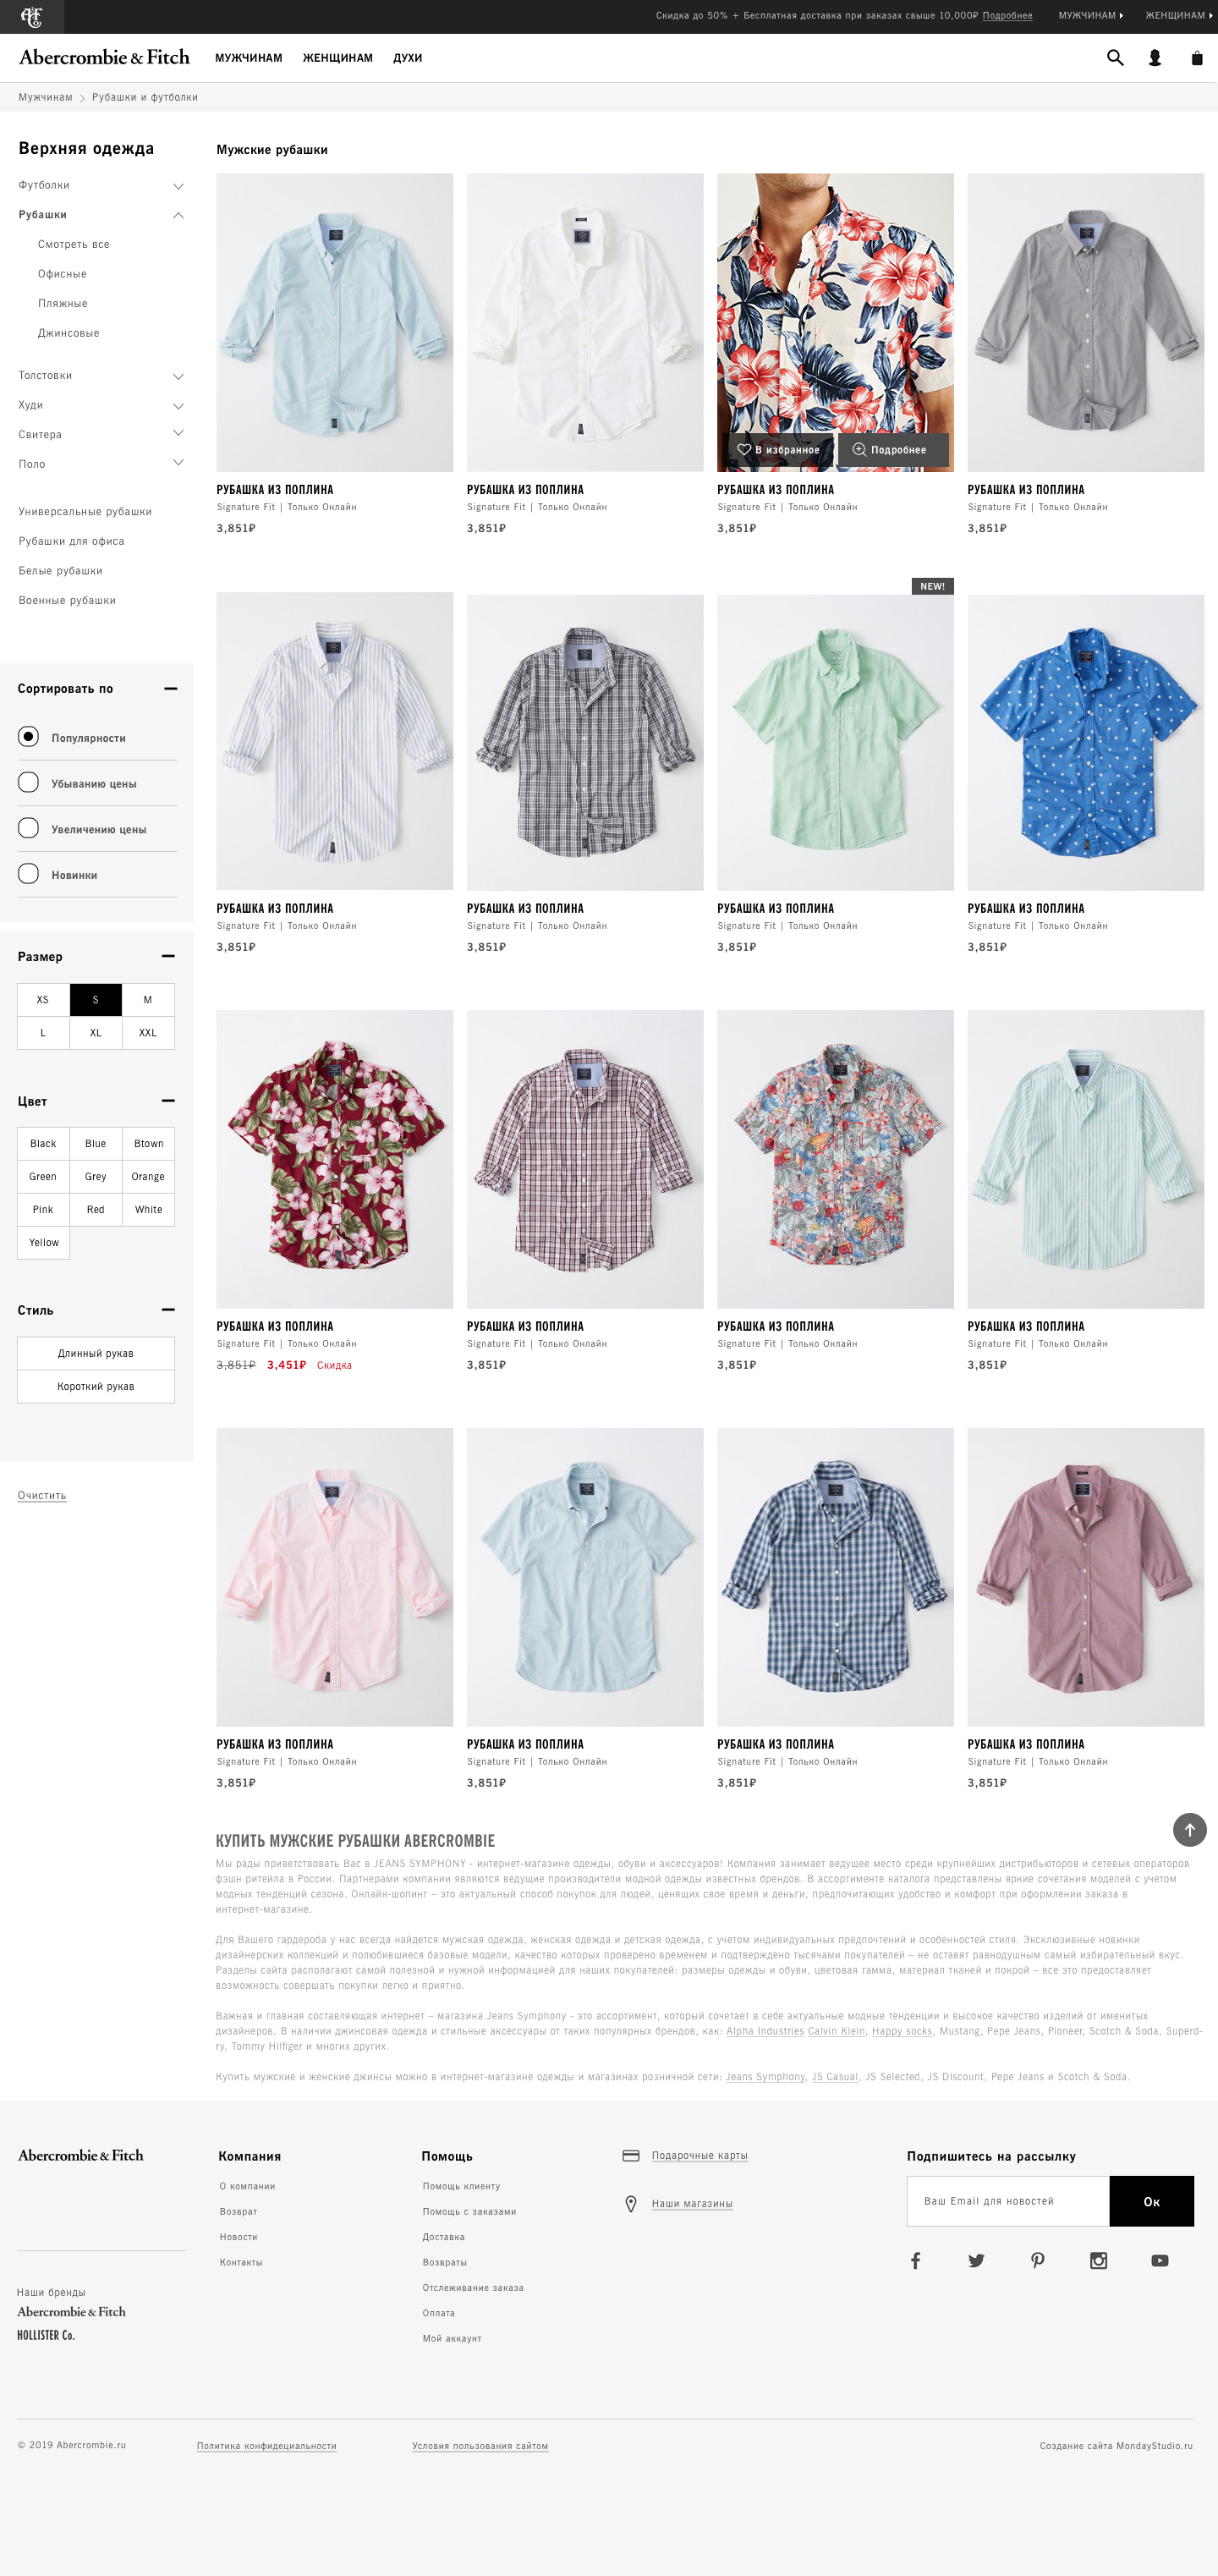 Скидка до 50% + Бесплатная доставка при заказах свыше 10,000₽ Подробнее
МУЖЧИНАМ
ЖЕНЩИНАМ
Abercrombie & Fitch
МУЖЧИНАМ
ЖЕНЩИНАМ
ДУХИ
Мужчинам
Рубашки и футболки
Верхняя одежда
Футболки
Рубашки
Смотреть все
Офисные
Пляжные
Джинсовые
Толстовки
Худи
Свитера
Поло
Универсальные рубашки
Рубашки для офиса
Белые рубашки
Военные рубашки
Сортировать по
Популярности
Убыванию цены
Увеличению цены
Новинки
Размер
XS S M
L XL XXL
Цвет
Black Blue Btown
Green Grey Orange
Pink Red White
Yellow
Стиль
Длинный рукав
Короткий рукав
Очистить
Мужские рубашки
В избранное
Подробнее
РУБАШКА ИЗ ПОПЛИНА
Signature Fit | Только Онлайн
3,851₽
РУБАШКА ИЗ ПОПЛИНА
Signature Fit | Только Онлайн
3,851₽
РУБАШКА ИЗ ПОПЛИНА
Signature Fit | Только Онлайн
3,851₽
РУБАШКА ИЗ ПОПЛИНА
Signature Fit | Только Онлайн
3,851₽
NEW!
РУБАШКА ИЗ ПОПЛИНА
Signature Fit | Только Онлайн
3,851₽
РУБАШКА ИЗ ПОПЛИНА
Signature Fit | Только Онлайн
3,851₽
РУБАШКА ИЗ ПОПЛИНА
Signature Fit | Только Онлайн
3,851₽
РУБАШКА ИЗ ПОПЛИНА
Signature Fit | Только Онлайн
3,851₽
РУБАШКА ИЗ ПОПЛИНА
Signature Fit | Только Онлайн
3,851₽ 3,451₽ Скидка
РУБАШКА ИЗ ПОПЛИНА
Signature Fit | Только Онлайн
3,851₽
РУБАШКА ИЗ ПОПЛИНА
Signature Fit | Только Онлайн
3,851₽
РУБАШКА ИЗ ПОПЛИНА
Signature Fit | Только Онлайн
3,851₽
РУБАШКА ИЗ ПОПЛИНА
Signature Fit | Только Онлайн
3,851₽
РУБАШКА ИЗ ПОПЛИНА
Signature Fit | Только Онлайн
3,851₽
РУБАШКА ИЗ ПОПЛИНА
Signature Fit | Только Онлайн
3,851₽
РУБАШКА ИЗ ПОПЛИНА
Signature Fit | Только Онлайн
3,851₽
КУПИТЬ МУЖСКИЕ РУБАШКИ ABERCROMBIE
Мы рады приветствовать Вас в JEANS SYMPHONY - интернет-магазине одежды, обуви и аксессуаров! Компания занимает ведущее место среди крупнейших дистрибьюторов и сетевых операторов
фэшн ритейла в России. Партнерами компании являются ведущие производители модной одежды известных брендов. В ассортименте каталога представлены яркие сочетания моделей с учетом
модных тенденций сезона. Онлайн-шопинг – это актуальный способ покупок для людей, ценящих свое время и деньги, предпочитающих удобство и комфорт при оформлении заказа в
интернет-магазине.
Для Вашего гардероба у нас всегда найдется мужская одежда, женская одежда и детская одежда, с учетом индивидуальных предпочтений и особенностей стиля. Эксклюзивные новинки
дизайнерских коллекций и полюбившиеся базовые модели, качество которых проверено временем и подтверждено тысячами покупателей – не оставят равнодушным самый избирательный вкус.
Разделы сайта располагают самой полезной и нужной информацией для наших покупателей: размеры одежды и обуви, цветовая гамма, материал тканей и покрой – все это предоставляет
возможность совершать покупки легко и приятно.
Важная и главная составляющая интернет – магазина Jeans Symphony - это ассортимент, который сочетает в себе актуальные модные тенденции и высокое качество изделий от именитых
дизайнеров. В наличии джинсовая одежда и стильные аксессуары от таких популярных брендов, как: Alpha Industries Calvin Klein, Happy socks, Mustang, Pepe Jeans, Pioneer, Scotch & Soda, Superd-
ry, Tommy Hilfiger и многих других.
Купить мужские и женские джинсы можно в интернет-магазине одежды и магазинах розничной сети: Jeans Symphony, JS Casual, JS Selected, JS Discount, Pepe Jeans и Scotch & Soda.
Abercrombie & Fitch
Наши бренды
Abercrombie & Fitch
HOLLISTER Co.
Компания
О компании
Возврат
Новости
Контакты
Помощь
Помощь клиенту
Помощь с заказами
Доставка
Возвраты
Отслеживание заказа
Оплата
Мой аккаунт
Подарочные карты
Наши магазины
Подпишитесь на рассылку
Ваш Email для новостей
Ок
© 2019 Abercrombie.ru
Политика конфидециальности
Условия пользования сайтом
Создание сайта MondayStudio.ru